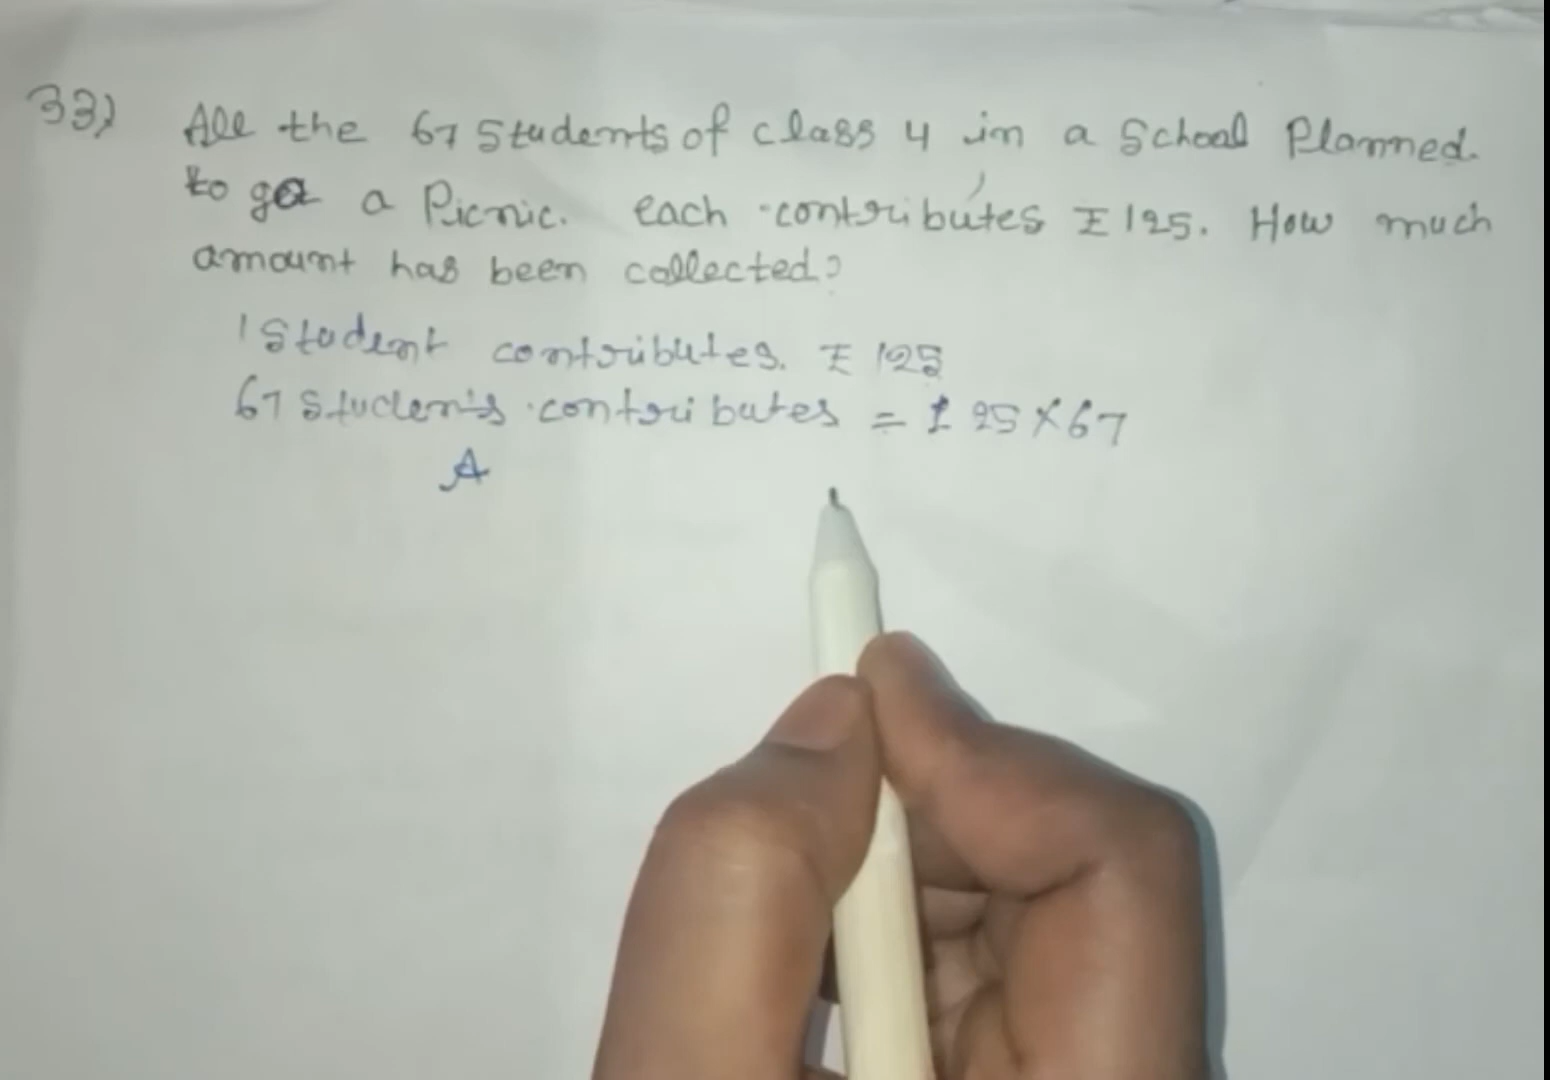 33) All the 67 Students of class 4 in a School Planned
to go a Picnic. each contributes ₹125. How much
amount has been collected?
1 Student contributes. ₹ 125
67 Students contributes = ₹ 25 × 67
A